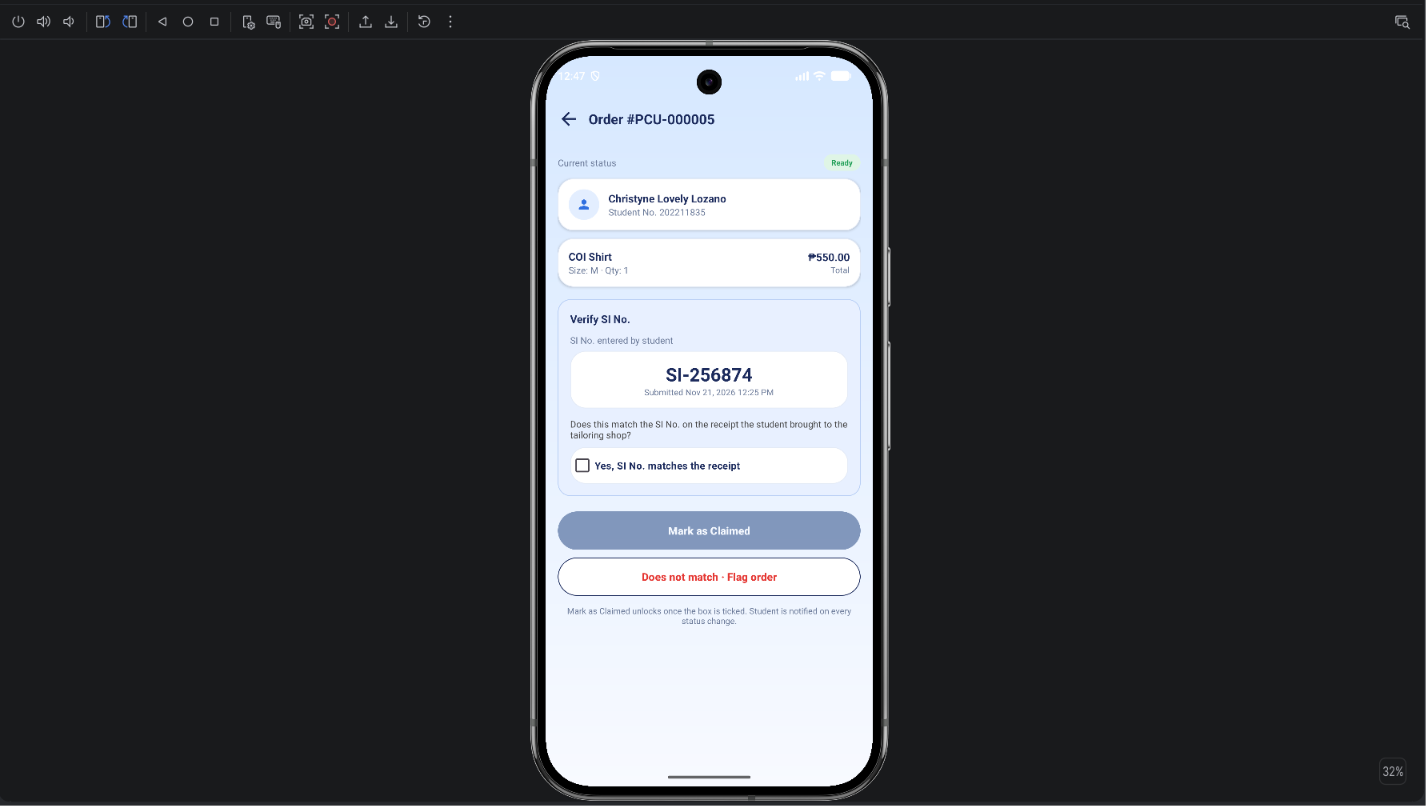 12:47
Order #PCU-000005
Current status
Ready
Christyne Lovely Lozano
Student No. 202211835
COI Shirt
₱550.00
Size: M · Qty: 1
Total
Verify SI No.
SI No. entered by student
SI-256874
Submitted Nov 21, 2026 12:25 PM
Does this match the SI No. on the receipt the student brought to the
tailoring shop?
Yes, SI No. matches the receipt
Mark as Claimed
Does not match · Flag order
Mark as Claimed unlocks once the box is ticked. Student is notified on every
status change.
32%